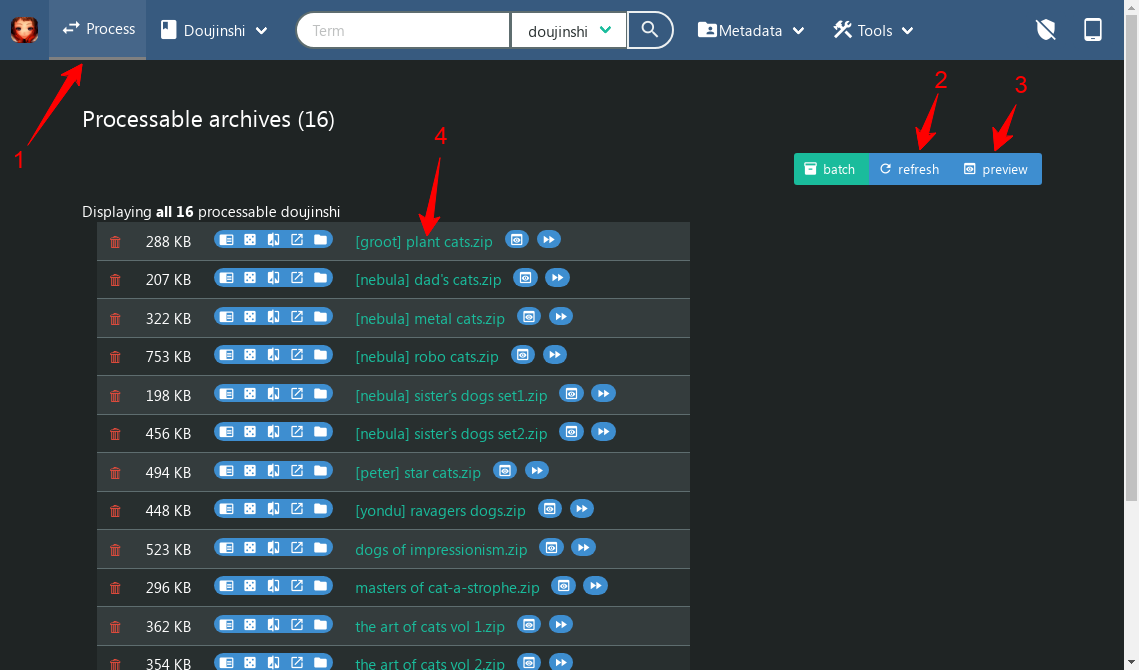 Process Doujinshi Term doujinshi Metadata Tools
1
2
3
4
Processable archives (16)
batch refresh preview
Displaying all 16 processable doujinshi
288 KB [groot] plant cats.zip
207 KB [nebula] dad's cats.zip
322 KB [nebula] metal cats.zip
753 KB [nebula] robo cats.zip
198 KB [nebula] sister's dogs set1.zip
456 KB [nebula] sister's dogs set2.zip
494 KB [peter] star cats.zip
448 KB [yondu] ravagers dogs.zip
523 KB dogs of impressionism.zip
296 KB masters of cat-a-strophe.zip
362 KB the art of cats vol 1.zip
354 KB the art of cats vol 2.zip